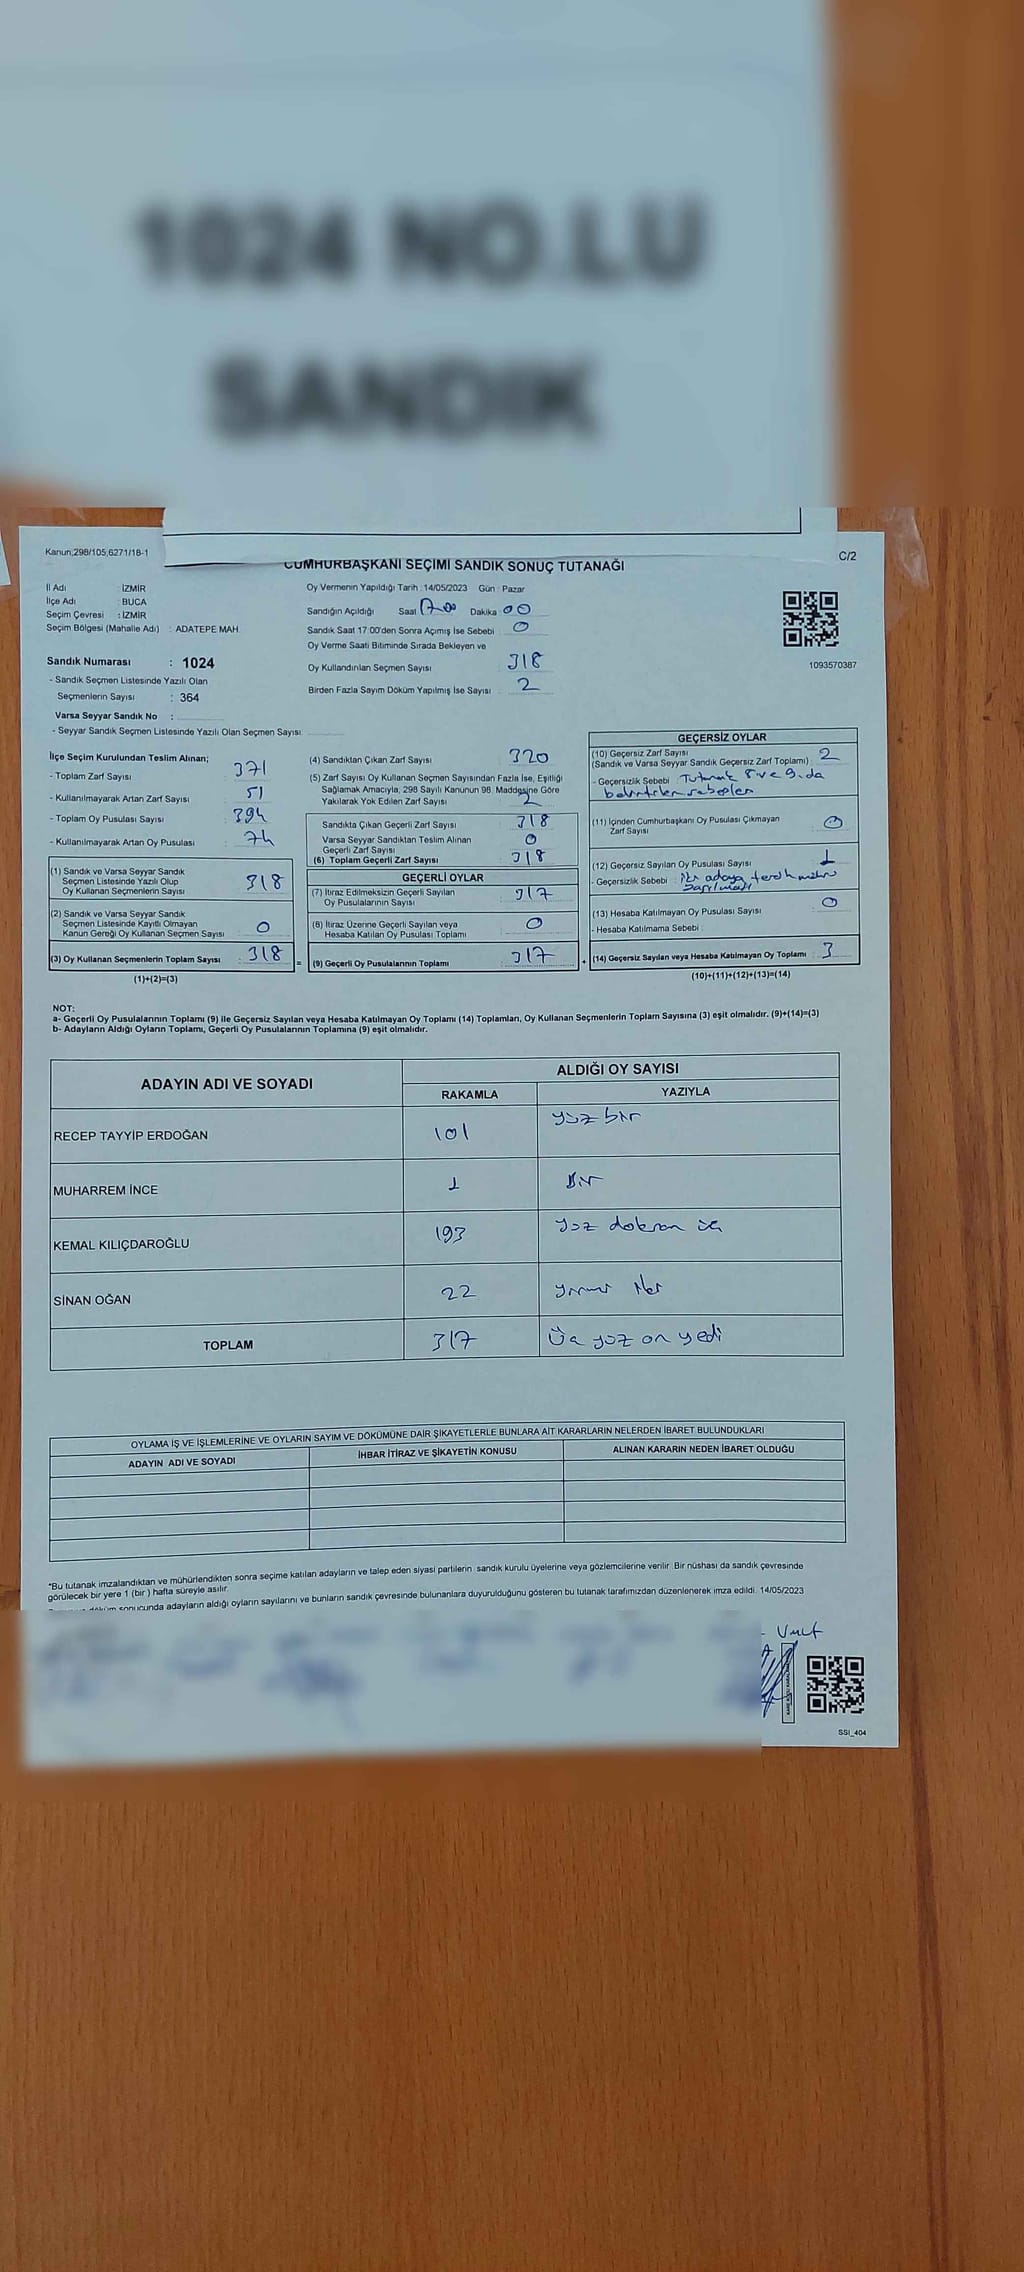 1024 NO.LU
SANDIK
Kanun;298/105,6271/18-1
C/2
CUMHURBAŞKANI SEÇİMİ SANDIK SONUÇ TUTANAĞI
İl Adı : İZMİR
İlçe Adı : BUCA
Seçim Çevresi : İZMİR
Seçim Bölgesi (Mahalle Adı) : ADATEPE MAH.
Sandık Numarası : 1024
- Sandık Seçmen Listesinde Yazılı Olan
Seçmenlerin Sayısı : 364
Varsa Seyyar Sandık No :
- Seyyar Sandık Seçmen Listesinde Yazılı Olan Seçmen Sayısı:
Oy Vermenin Yapıldığı Tarih : 14/05/2023 Gün : Pazar
Sandığın Açıldığı Saat 17.00 Dakika 00
Sandık Saat 17:00'den Sonra Açımış İse Sebebi : 0
Oy Verme Saati Bitiminde Sırada Bekleyen ve
Oy Kullandırılan Seçmen Sayısı 318
Birden Fazla Sayım Döküm Yapılmış İse Sayısı 2
1093570387
İlçe Seçim Kurulundan Teslim Alınan;
- Toplam Zarf Sayısı 371
- Kullanılmayarak Artan Zarf Sayısı 51
- Toplam Oy Pusulası Sayısı 394
- Kullanılmayarak Artan Oy Pusulası 74
(1) Sandık ve Varsa Seyyar Sandık
Seçmen Listesinde Yazılı Olup
Oy Kullanan Seçmenlerin Sayısı 318
(2) Sandık ve Varsa Seyyar Sandık
Seçmen Listesinde Kayıtlı Olmayan
Kanun Gereği Oy Kullanan Seçmen Sayısı 0
(3) Oy Kullanan Seçmenlerin Toplam Sayısı : 318
(1)+(2)=(3)
=
(4) Sandıktan Çıkan Zarf Sayısı 320
(5) Zarf Sayısı Oy Kullanan Seçmen Sayısından Fazla İse, Eşitliği
Sağlamak Amacıyla, 298 Sayılı Kanunun 98. Maddesine Göre
Yakılarak Yok Edilen Zarf Sayısı 2
Sandıkta Çıkan Geçerli Zarf Sayısı 318
Varsa Seyyar Sandıktan Teslim Alınan
Geçerli Zarf Sayısı 0
(6) Toplam Geçerli Zarf Sayısı 318
GEÇERLİ OYLAR
(7) İtiraz Edilmeksizin Geçerli Sayılan
Oy Pusulalarının Sayısı 317
(8) İtiraz Üzerine Geçerli Sayılan veya
Hesaba Katılan Oy Pusulası Toplamı 0
(9) Geçerli Oy Pusulalarının Toplamı : 317
+
GEÇERSİZ OYLAR
(10) Geçersiz Zarf Sayısı
(Sandık ve Varsa Seyyar Sandık Geçersiz Zarf Toplamı) : 2
- Geçersizlik Sebebi : Tutanak 8 ve 9.da
belirtilen sebepler
(11) İçinden Cumhurbaşkanı Oy Pusulası Çıkmayan
Zarf Sayısı 0
(12) Geçersiz Sayılan Oy Pusulası Sayısı 1
- Geçersizlik Sebebi : iki adaya tercih mührü
basılması
(13) Hesaba Katılmayan Oy Pusulası Sayısı 0
- Hesaba Katılmama Sebebi :
(14) Geçersiz Sayılan veya Hesaba Katılmayan Oy Toplamı : 3
(10)+(11)+(12)+(13)=(14)
NOT:
a- Geçerli Oy Pusulalarının Toplamı (9) ile Geçersiz Sayılan veya Hesaba Katılmayan Oy Toplamı (14) Toplamları, Oy Kullanan Seçmenlerin Toplam Sayısına (3) eşit olmalıdır. (9)+(14)=(3)
b- Adayların Aldığı Oyların Toplamı, Geçerli Oy Pusulalarının Toplamına (9) eşit olmalıdır.
ADAYIN ADI VE SOYADI
ALDIĞI OY SAYISI
RAKAMLA YAZIYLA
RECEP TAYYİP ERDOĞAN 101 yüz bir
MUHARREM İNCE 1 Bir
KEMAL KILIÇDAROĞLU 193 yüz doksan üç
SİNAN OĞAN 22 yirmi iki
TOPLAM 317 Üç yüz on yedi
OYLAMA İŞ VE İŞLEMLERİNE VE OYLARIN SAYIM VE DÖKÜMÜNE DAİR ŞİKAYETLERLE BUNLARA AİT KARARLARIN NELERDEN İBARET BULUNDUKLARI
ADAYIN ADI VE SOYADI İHBAR İTİRAZ VE ŞİKAYETİN KONUSU ALINAN KARARIN NEDEN İBARET OLDUĞU
*Bu tutanak imzalandıktan ve mühürlendikten sonra seçime katılan adayların ve talep eden siyasi partilerin sandık kurulu üyelerine veya gözlemcilerine verilir. Bir nüshası da sandık çevresinde
görülecek bir yere 1 (bir ) hafta süreyle asılır.
döküm sonucunda adayların aldığı oyların sayılarını ve bunların sandık çevresinde bulunanlara duyurulduğunu gösteren bu tutanak tarafımızdan düzenlenerek imza edildi. 14/05/2023
SSI_404